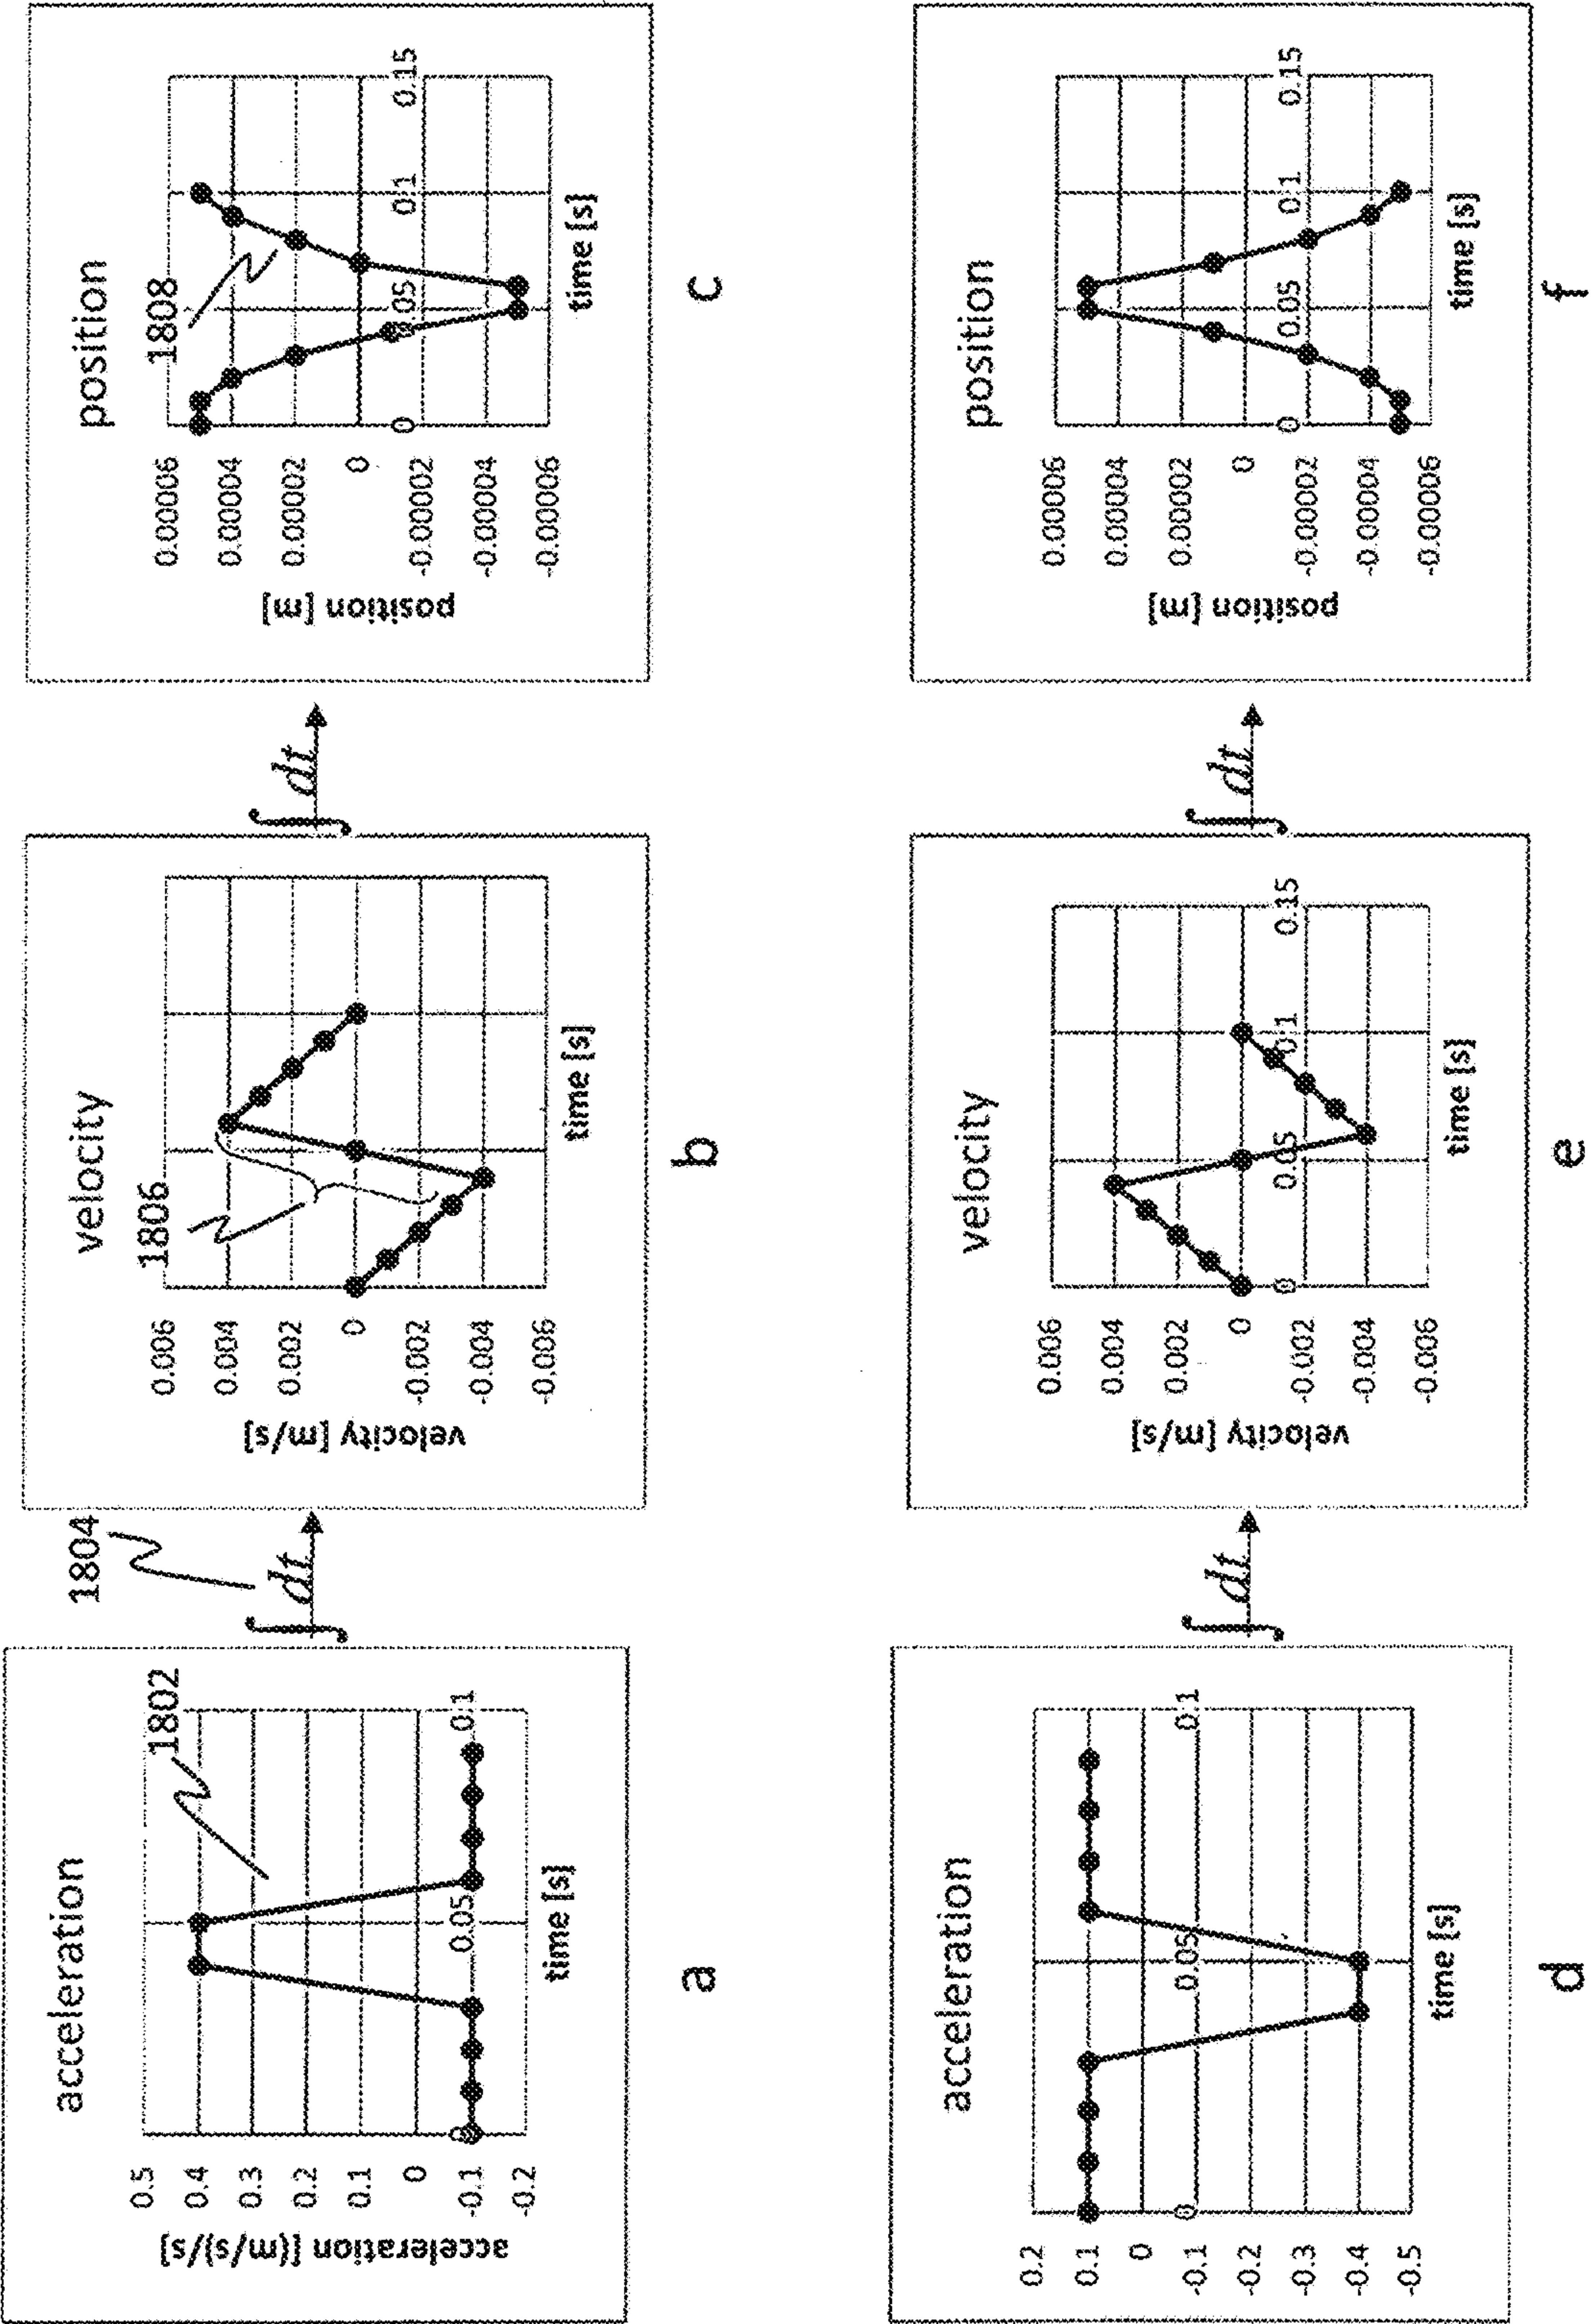 acceleration
1802
acceleration [(m/s)/s]
0.5
0.4
0.3
0.2
0.1
0
-0.1
-0.2
0
0.05
0.1
time [s]
a
1804
∫ dt
velocity
1806
velocity [m/s]
0.006
0.004
0.002
0
-0.002
-0.004
-0.006
time [s]
b
∫ dt
position
1808
position [m]
0.00006
0.00004
0.00002
0
-0.00002
-0.00004
-0.00006
0
0.05
0.1
0.15
time [s]
c
acceleration
0.2
0.1
0
-0.1
-0.2
-0.3
-0.4
-0.5
0
0.05
0.1
time [s]
d
∫ dt
velocity
velocity [m/s]
0.006
0.004
0.002
0
-0.002
-0.004
-0.006
0
0.05
0.1
0.15
time [s]
e
∫ dt
position
position [m]
0.00006
0.00004
0.00002
0
-0.00002
-0.00004
-0.00006
0
0.05
0.1
0.15
time [s]
f